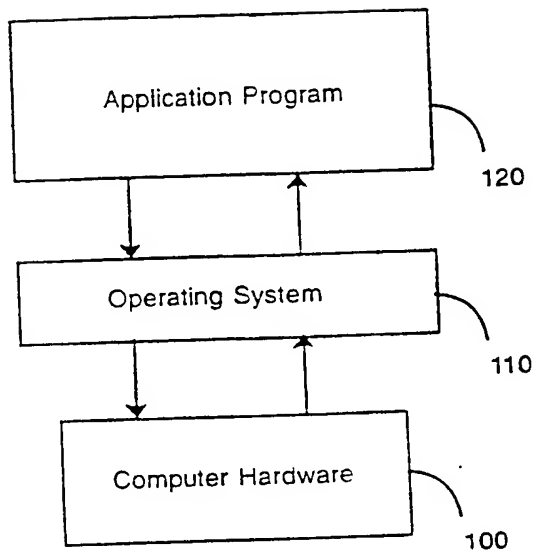 Application Program
120
Operating System
110
Computer Hardware
100